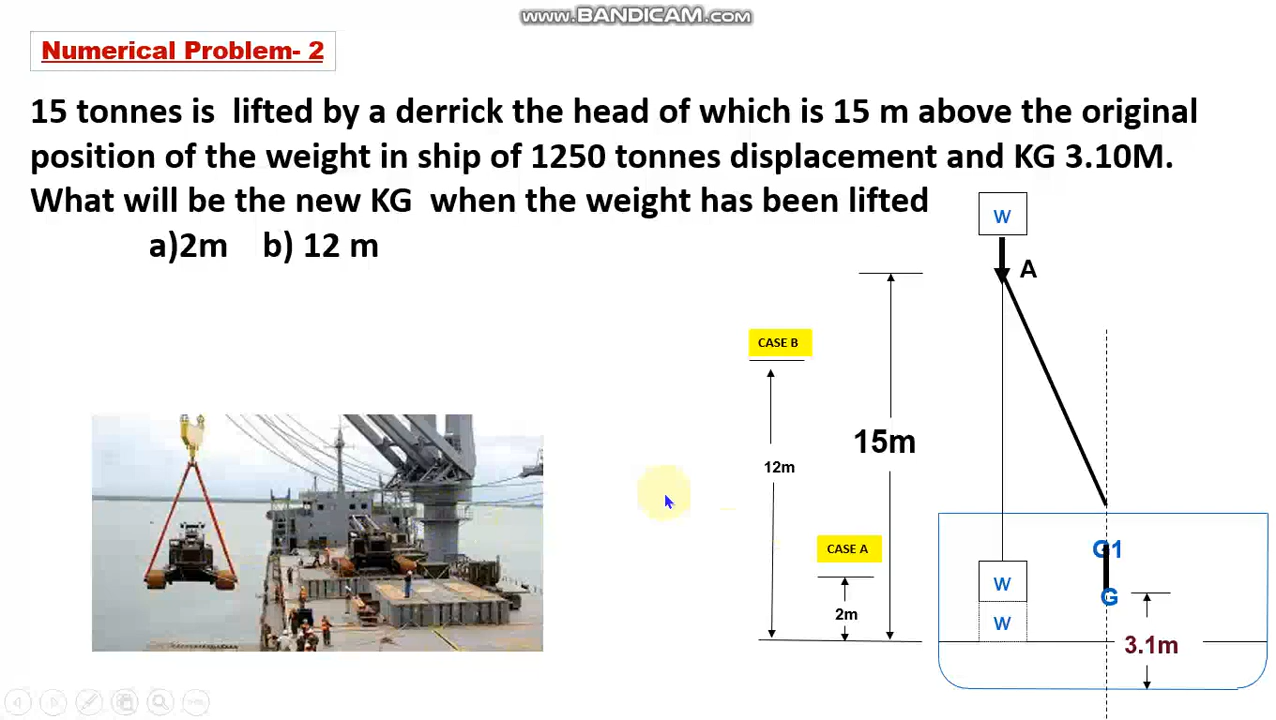 www.BANDICAM.com
Numerical Problem- 2
15 tonnes is lifted by a derrick the head of which is 15 m above the original
position of the weight in ship of 1250 tonnes displacement and KG 3.10M.
What will be the new KG when the weight has been lifted
a)2m b) 12 m
W
A
CASE B
15m
12m
CASE A
G1
W
G
2m
W
3.1m